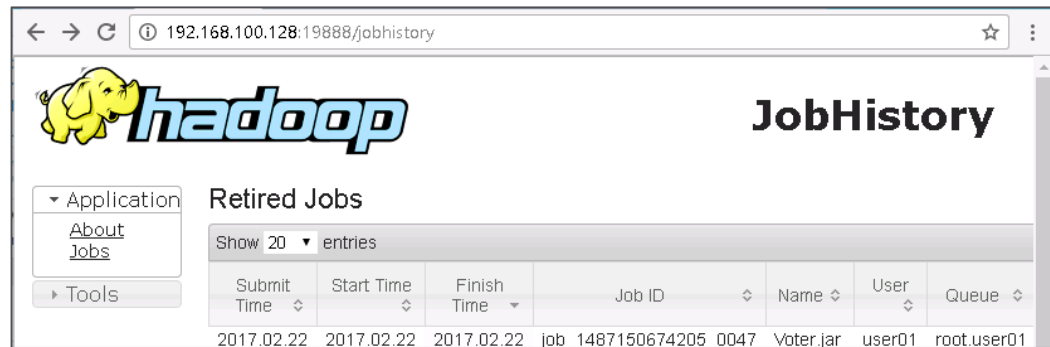 192.168.100.128:19888/jobhistory
hadoop
JobHistory
Application
About
Jobs
Tools
Retired Jobs
Show 20 entries
Submit Time Start Time Finish Time Job ID Name User Queue
2017.02.22 2017.02.22 2017.02.22 job_1487150674205_0047 Voter.jar user01 root.user01